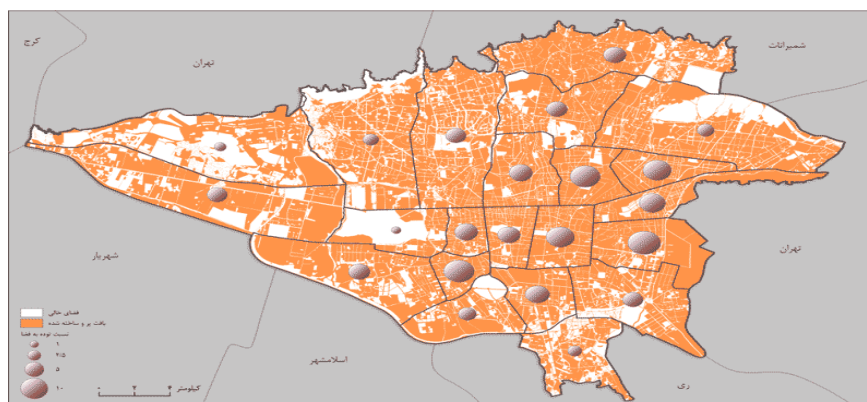 شمیرانات
کرج
تهران
تهران
شهریار
اسلامشهر
ری
فضای خالی
بافت پر و ساخته شده
نسبت توده به فضا
۱
۲/۵
۵
۱۰
کیلومتر